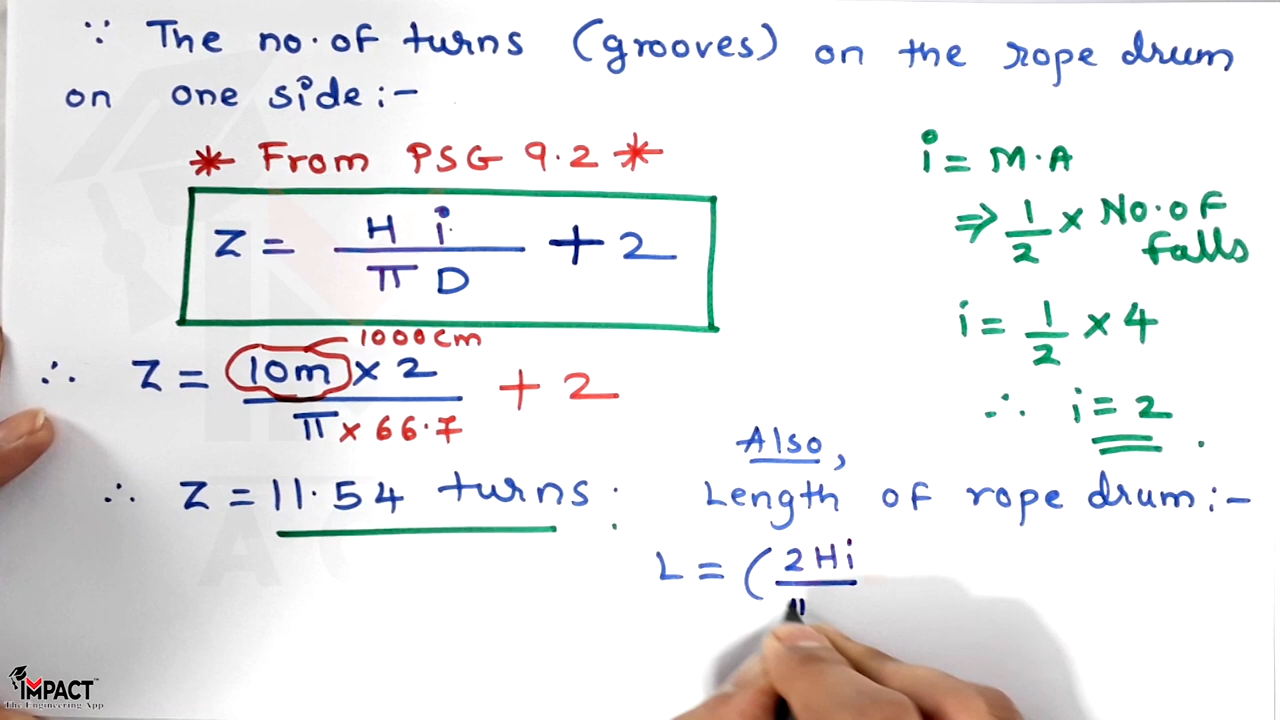 ∵ The no. of turns (grooves) on the rope drum
on one side :-
* From PSG 9.2 *
Z = H i / π D + 2
i = M.A
⇒ 1/2 × No. of falls
i = 1/2 × 4
∴ i = 2.
1000cm
∴ Z = 10m × 2 / π × 66.7 + 2
∴ Z = 11.54 turns :
Also,
Length of rope drum :-
L = ( 2Hi /
IMPACT
The Engineering App